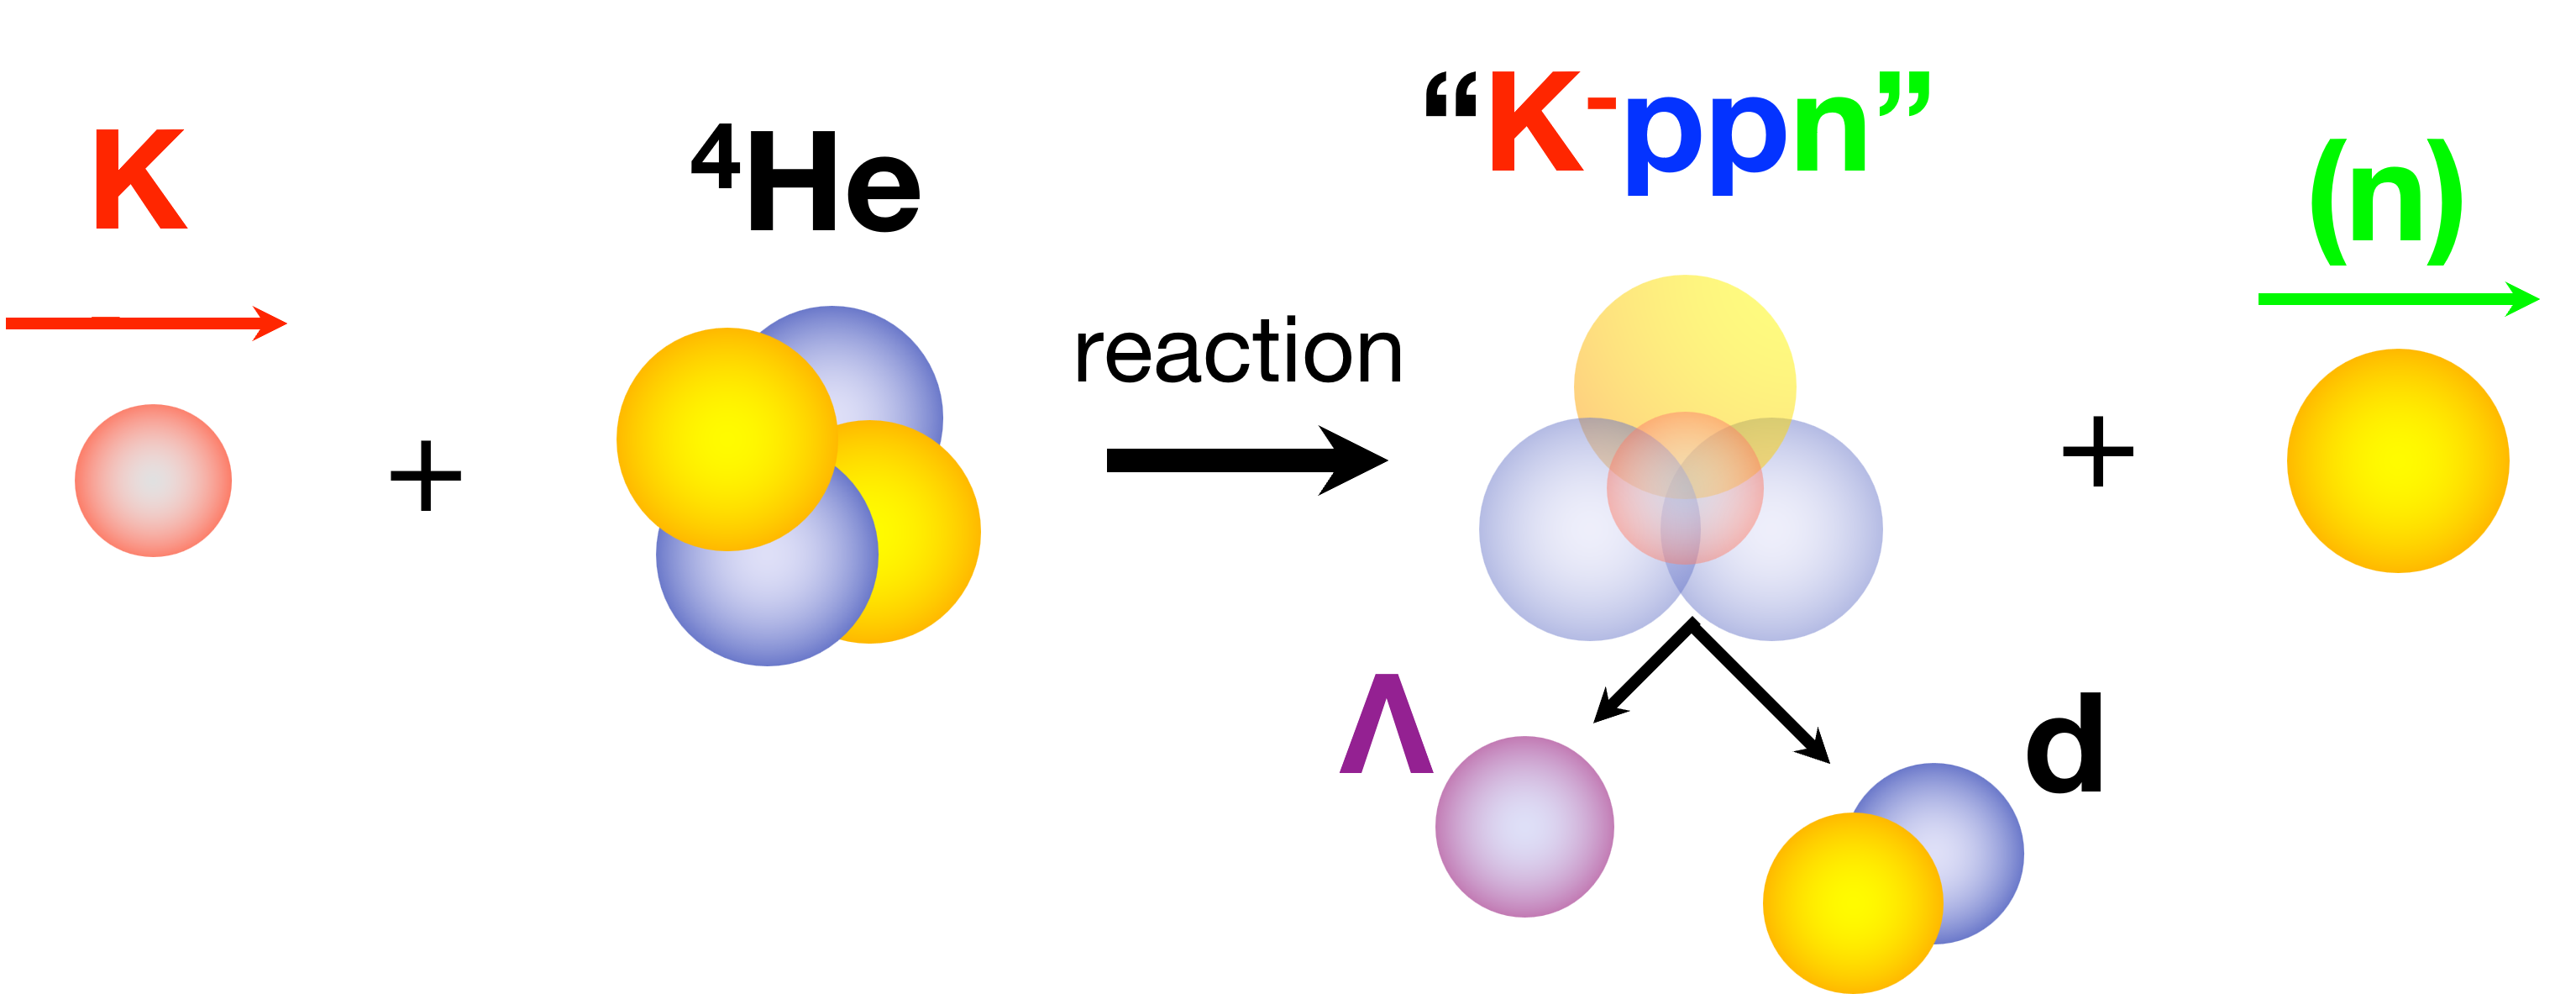 K
+
⁴He
reaction
“K⁻ppn”
+
(n)
Λ
d